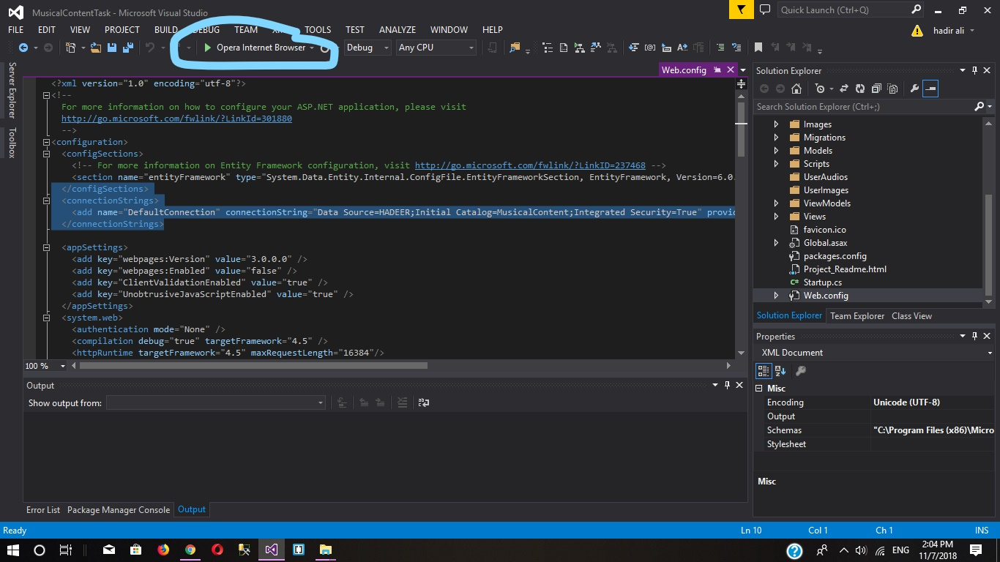 MusicalContentTask - Microsoft Visual Studio
Quick Launch (Ctrl+Q)
FILE EDIT VIEW PROJECT BUILD DEBUG TEAM TOOLS TEST ANALYZE WINDOW HELP
hadir ali
Opera Internet Browser Debug Any CPU
Server Explorer
Toolbox
Web.config
<?xml version="1.0" encoding="utf-8"?>
<!--
For more information on how to configure your ASP.NET application, please visit
http://go.microsoft.com/fwlink/?LinkId=301880
-->
<configuration>
<configSections>
<!-- For more information on Entity Framework configuration, visit http://go.microsoft.com/fwlink/?LinkID=237468 -->
<section name="entityFramework" type="System.Data.Entity.Internal.ConfigFile.EntityFrameworkSection, EntityFramework, Version=6.0.
</configSections>
<connectionStrings>
<add name="DefaultConnection" connectionString="Data Source=HADEER;Initial Catalog=MusicalContent;Integrated Security=True" provid
</connectionStrings>
<appSettings>
<add key="webpages:Version" value="3.0.0.0" />
<add key="webpages:Enabled" value="false" />
<add key="ClientValidationEnabled" value="true" />
<add key="UnobtrusiveJavaScriptEnabled" value="true" />
</appSettings>
<system.web>
<authentication mode="None" />
<compilation debug="true" targetFramework="4.5" />
<httpRuntime targetFramework="4.5" maxRequestLength="16384"/>
100 %
Output
Show output from:
Error List Package Manager Console Output
Solution Explorer
Search Solution Explorer (Ctrl+;)
Images
Migrations
Models
Scripts
UserAudios
UserImages
ViewModels
Views
favicon.ico
Global.asax
packages.config
Project_Readme.html
C# Startup.cs
Web.config
Solution Explorer Team Explorer Class View
Properties
XML Document
Misc
Encoding Unicode (UTF-8)
Output
Schemas "C:\Program Files (x86)\Micro
Stylesheet
Misc
Ready Ln 10 Col 1 Ch 1 INS
ENG
2:04 PM
11/7/2018